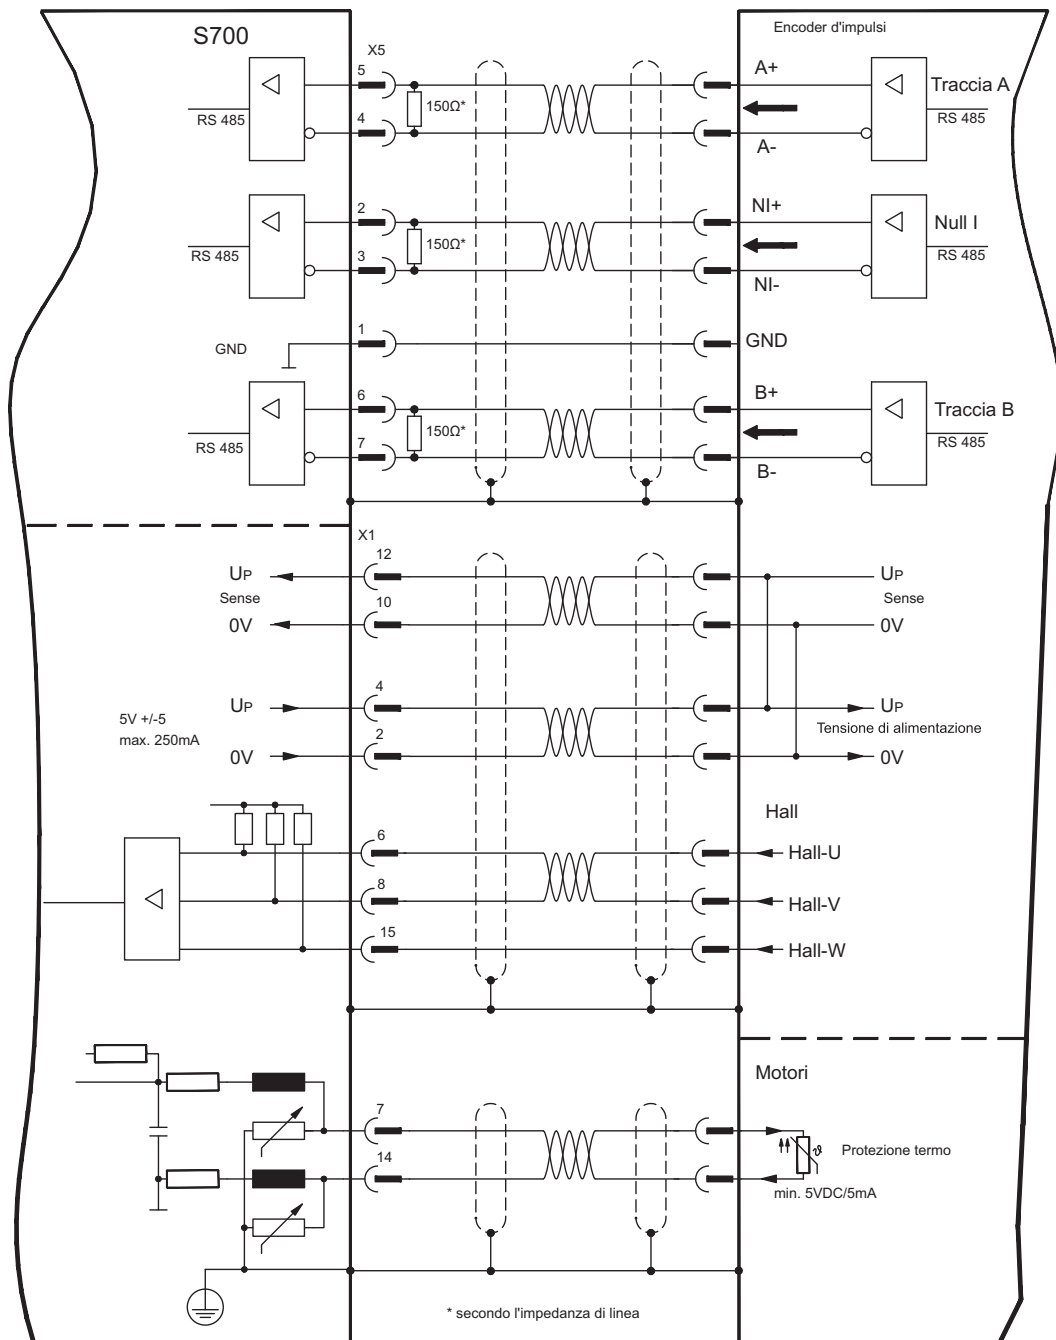 Encoder d'impulsi
S700
X5
5
A+
Traccia A
150Ω*
RS 485
4
RS 485
A-
2
NI+
Null I
150Ω*
RS 485
3
RS 485
NI-
1
GND
GND
6
B+
Traccia B
150Ω*
RS 485
7
RS 485
B-
X1
12
UP
UP
Sense
Sense
10
0V
0V
4
UP
UP
5V +/-5
max. 250mA
Tensione di alimentazione
2
0V
0V
Hall
6
Hall-U
8
Hall-V
15
Hall-W
Motori
7
ϑ
Protezione termo
14
min. 5VDC/5mA
* secondo l'impedanza di linea